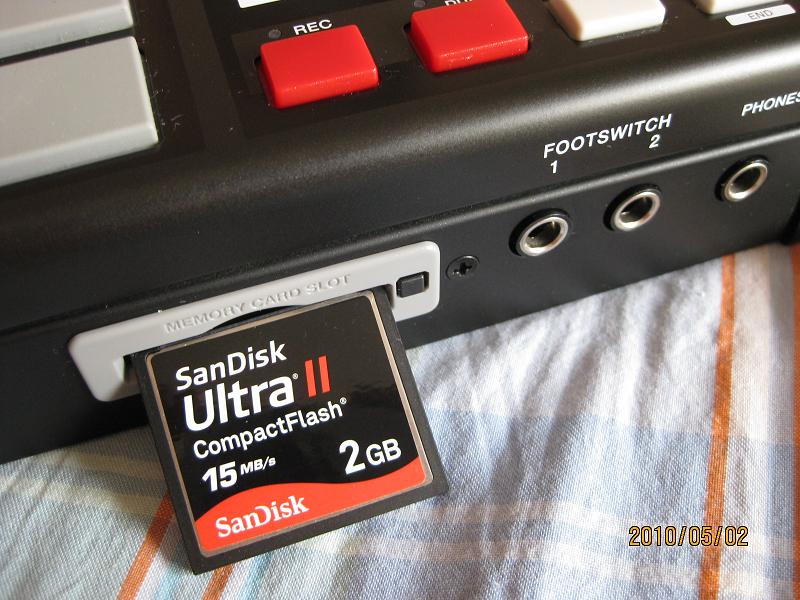 REC
END
FOOTSWITCH
1 2
PHONES
MEMORY CARD SLOT
SanDisk
Ultra® II
CompactFlash®
15 MB/s 2GB
SanDisk
2010/05/02